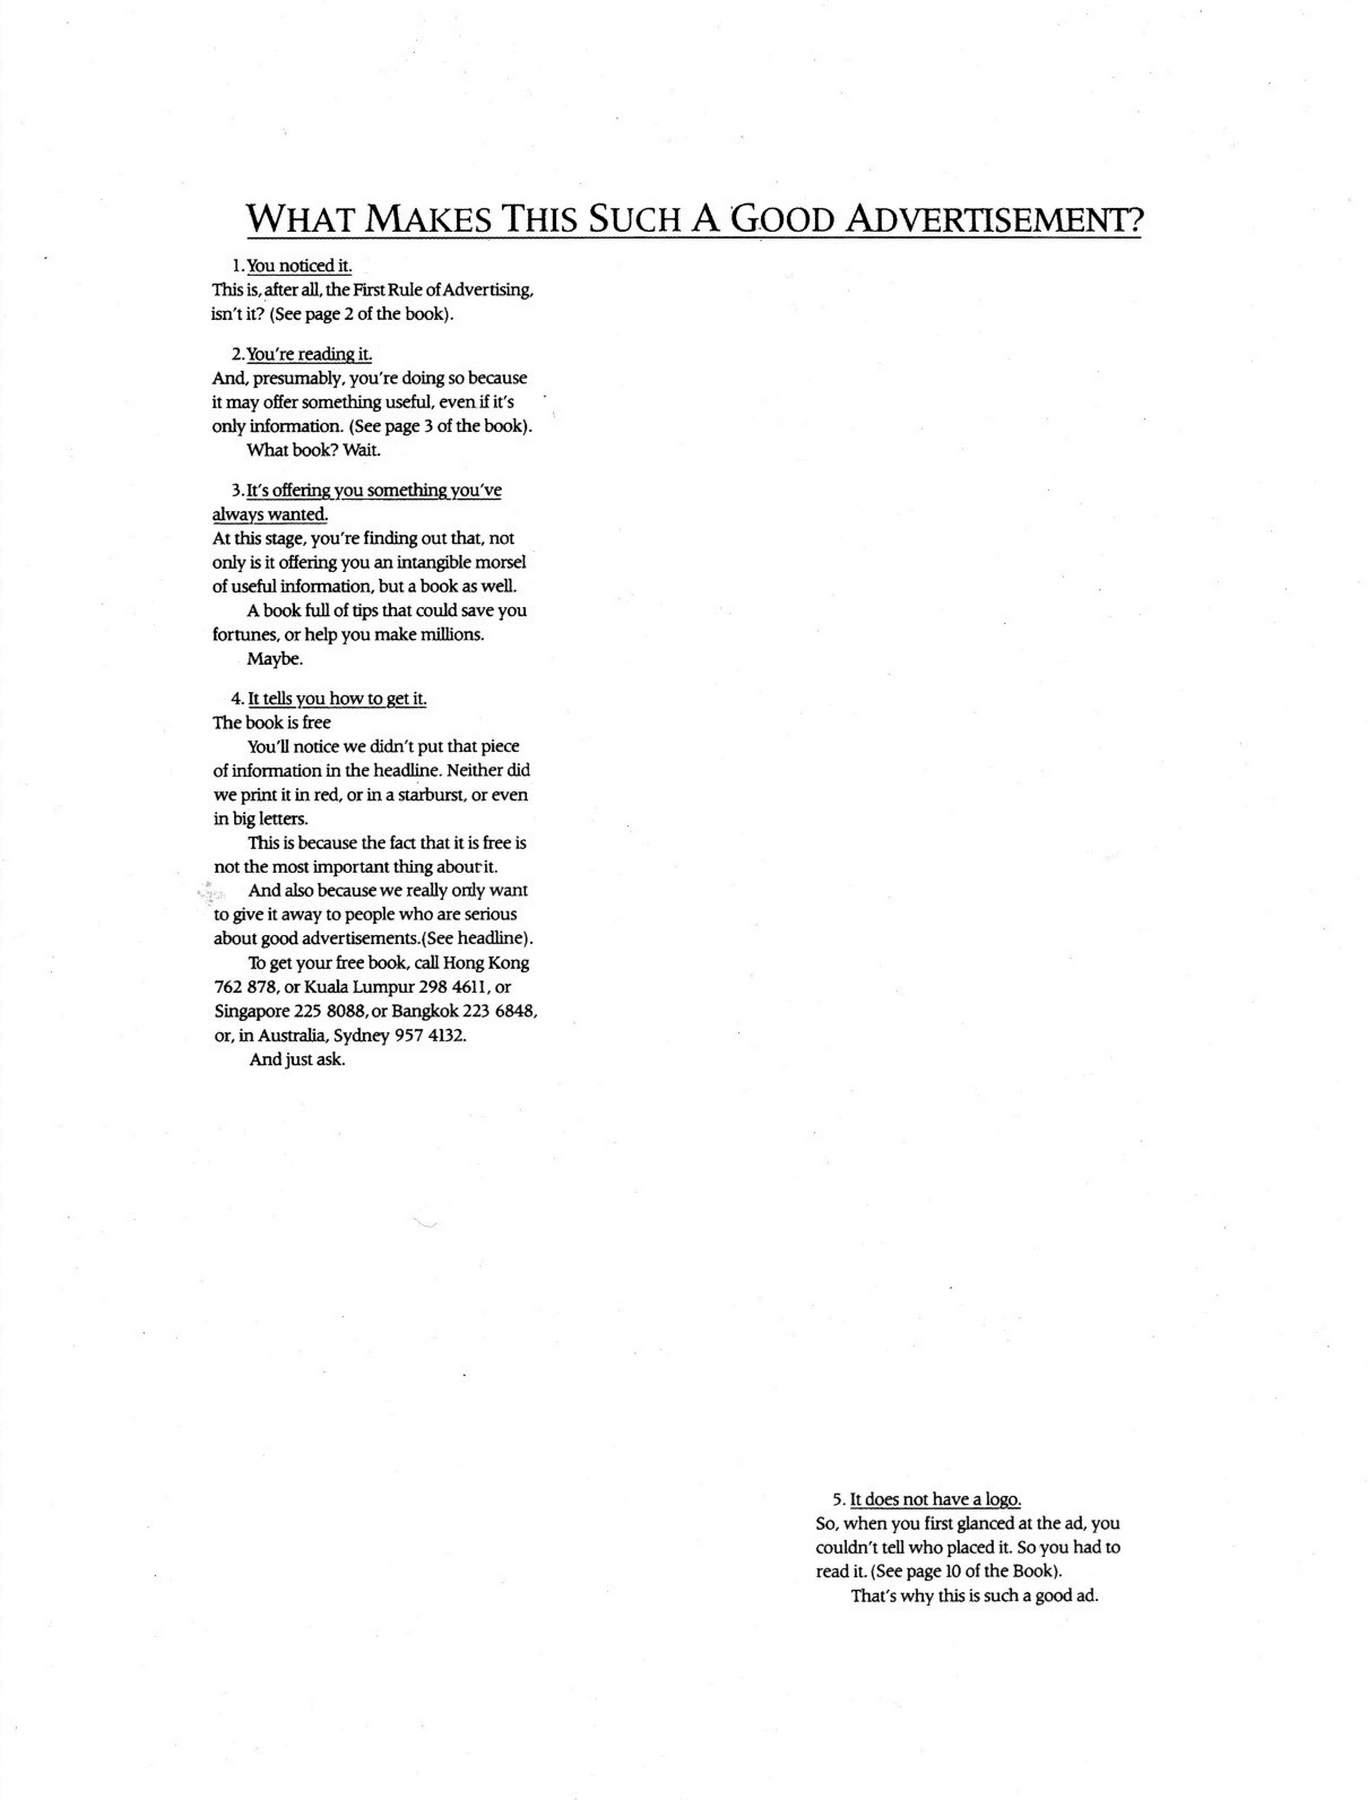 WHAT MAKES THIS SUCH A GOOD ADVERTISEMENT?
1. You noticed it.
This is, after all, the First Rule of Advertising,
isn't it? (See page 2 of the book).
2. You're reading it.
And, presumably, you're doing so because
it may offer something useful, even if it's
only information. (See page 3 of the book).
What book? Wait.
3. It's offering you something you've
always wanted.
At this stage, you're finding out that, not
only is it offering you an intangible morsel
of useful information, but a book as well.
A book full of tips that could save you
fortunes, or help you make millions.
Maybe.
4. It tells you how to get it.
The book is free
You'll notice we didn't put that piece
of information in the headline. Neither did
we print it in red, or in a starburst, or even
in big letters.
This is because the fact that it is free is
not the most important thing about it.
And also because we really only want
to give it away to people who are serious
about good advertisements.(See headline).
To get your free book, call Hong Kong
762 878, or Kuala Lumpur 298 4611, or
Singapore 225 8088, or Bangkok 223 6848,
or, in Australia, Sydney 957 4132.
And just ask.
5. It does not have a logo.
So, when you first glanced at the ad, you
couldn't tell who placed it. So you had to
read it. (See page 10 of the Book).
That's why this is such a good ad.